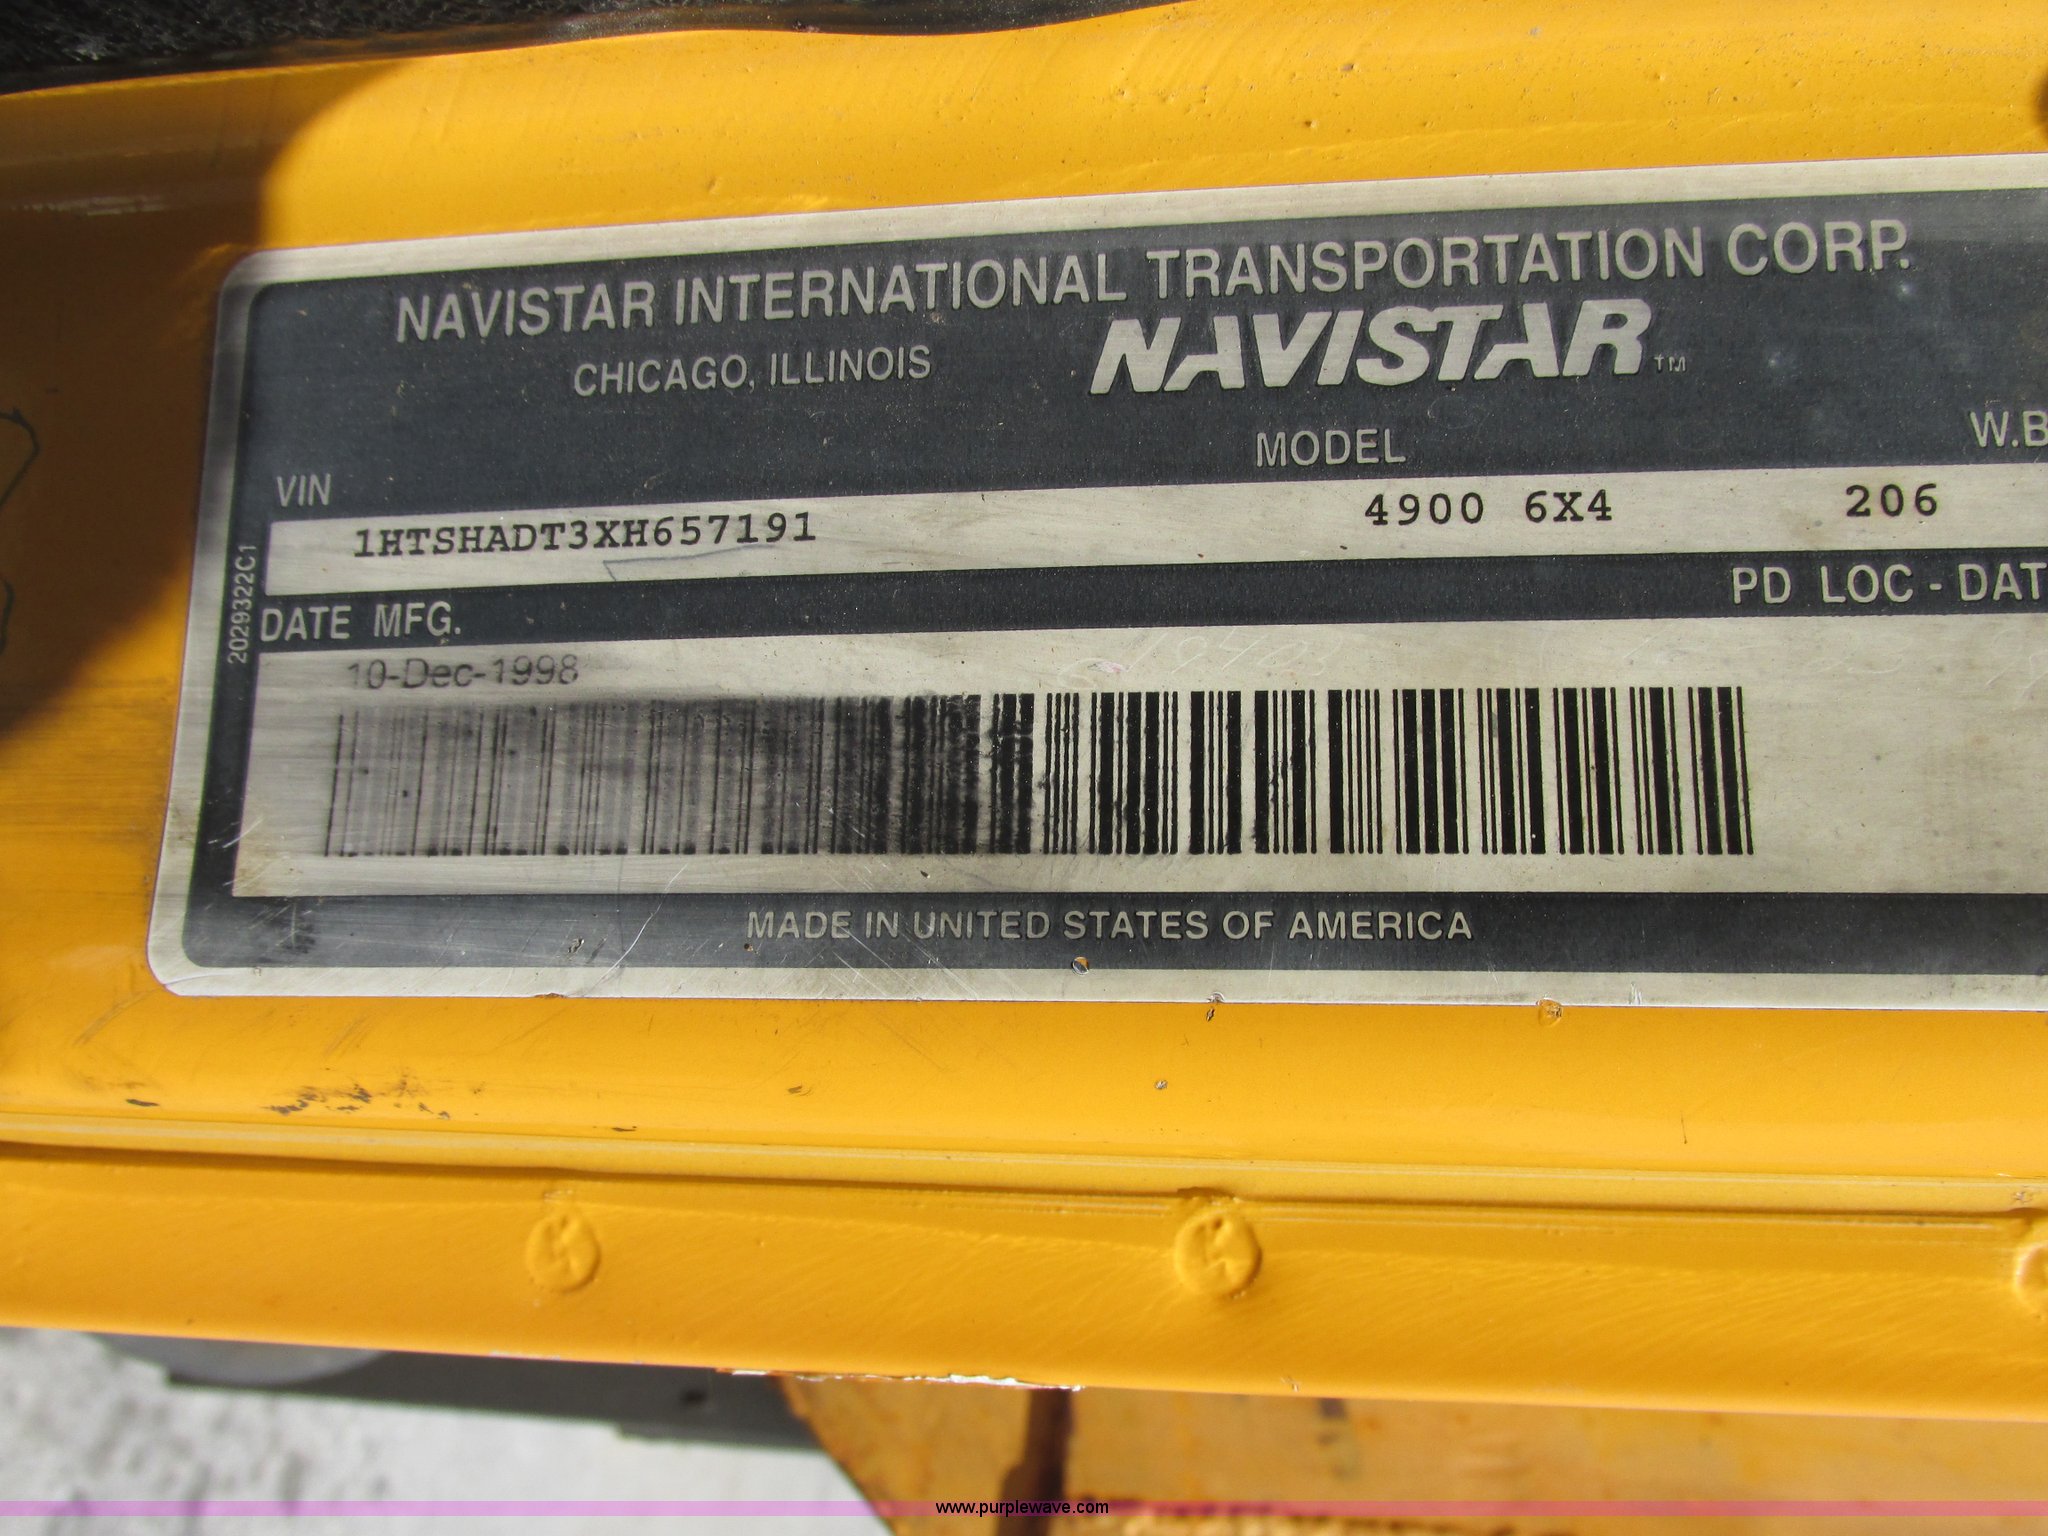 NAVISTAR INTERNATIONAL TRANSPORTATION CORP.
CHICAGO, ILLINOIS
NAVISTAR™
VIN
MODEL
W.B
1HTSHADT3XH657191
4900 6X4
206
2029322C1
DATE MFG.
PD LOC - DAT
10-Dec-1998
MADE IN UNITED STATES OF AMERICA
www.purplewave.com